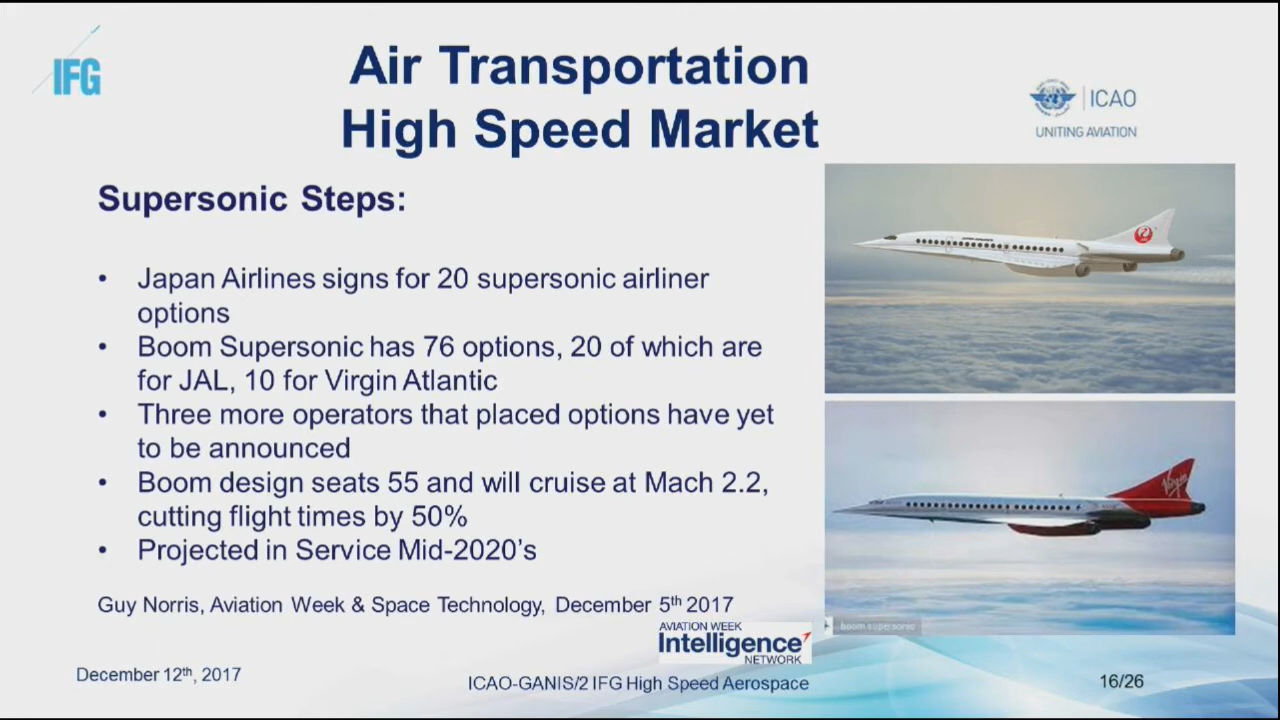 IFG
Air Transportation
High Speed Market
ICAO
UNITING AVIATION
Supersonic Steps:
• Japan Airlines signs for 20 supersonic airliner
options
• Boom Supersonic has 76 options, 20 of which are
for JAL, 10 for Virgin Atlantic
• Three more operators that placed options have yet
to be announced
• Boom design seats 55 and will cruise at Mach 2.2,
cutting flight times by 50%
• Projected in Service Mid-2020's
Guy Norris, Aviation Week & Space Technology, December 5th 2017
Virgin
boom supersonic
AVIATION WEEK
Intelligence
NETWORK
December 12th, 2017
ICAO-GANIS/2 IFG High Speed Aerospace
16/26